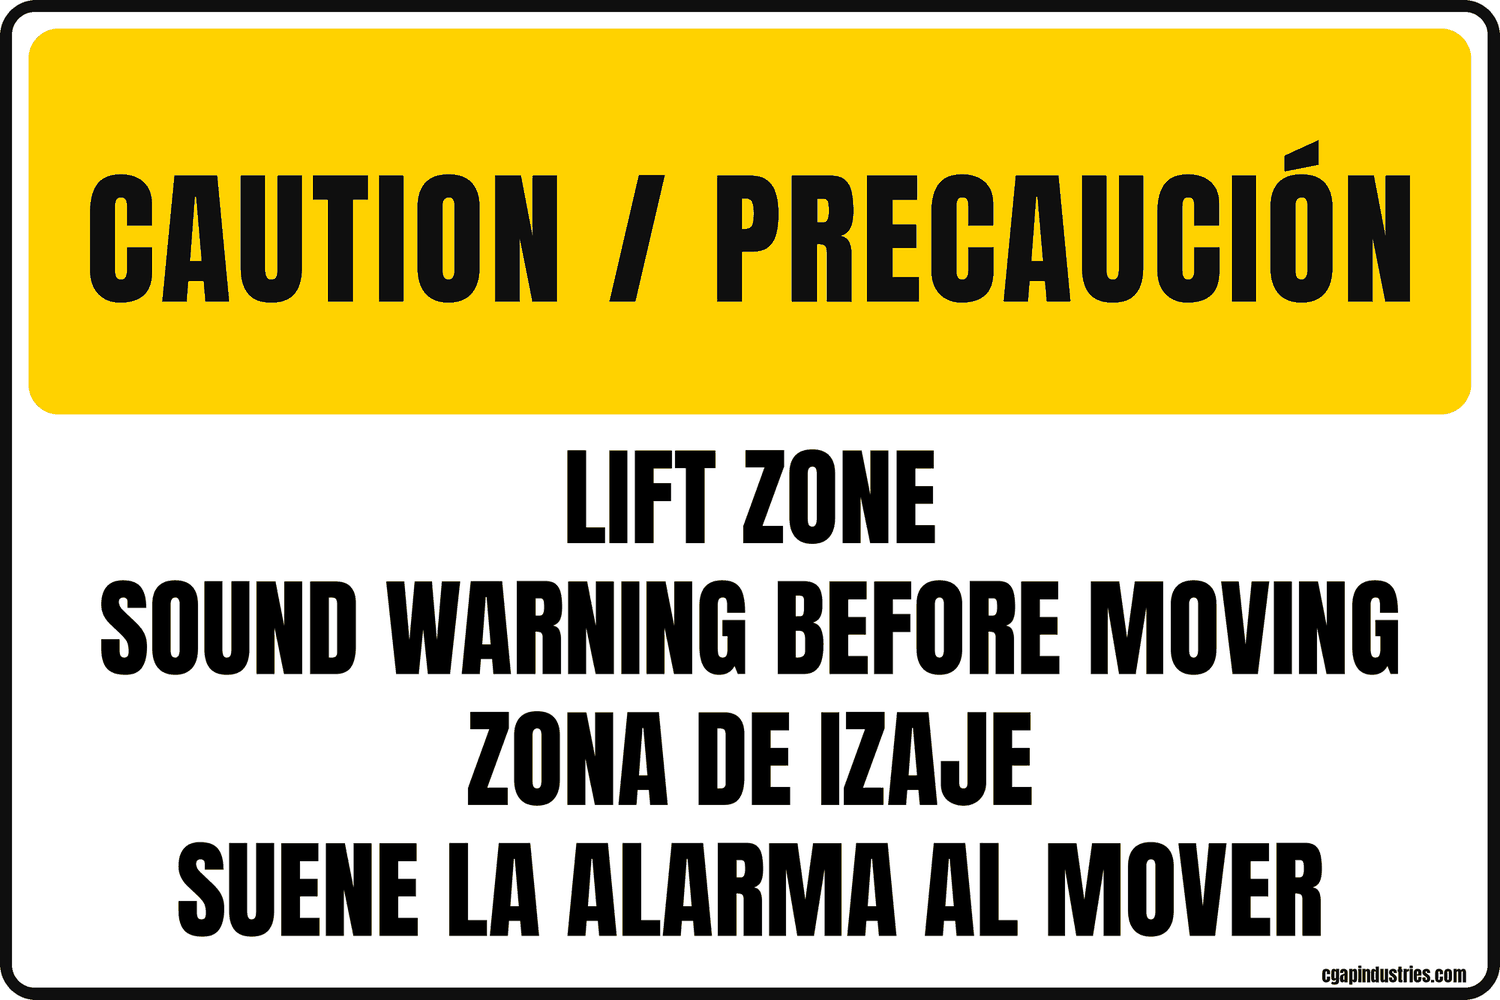 CAUTION / PRECAUCIÓN
LIFT ZONE
SOUND WARNING BEFORE MOVING
ZONA DE IZAJE
SUENE LA ALARMA AL MOVER
cgapindustries.com